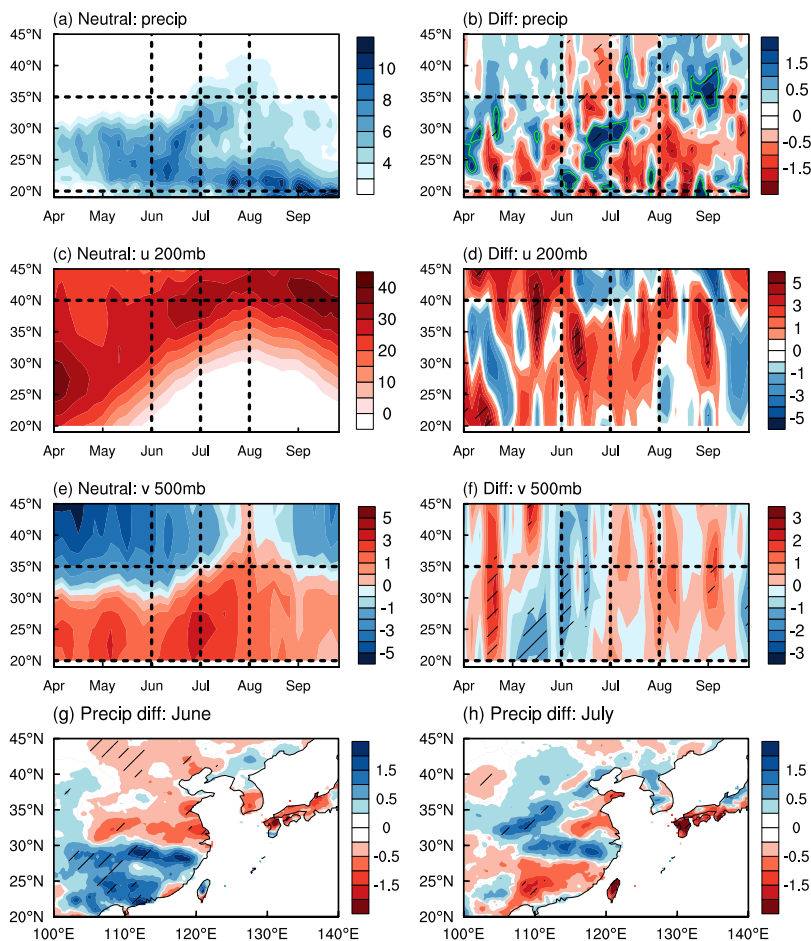 (a) Neutral: precip
(b) Diff: precip
45°N
40°N
35°N
30°N
25°N
20°N
Apr May Jun Jul Aug Sep
10
8
6
4
45°N
40°N
35°N
30°N
25°N
20°N
Apr May Jun Jul Aug Sep
1.5
0.5
0
0
-0.5
-1.5
(c) Neutral: u 200mb
(d) Diff: u 200mb
45°N
40°N
35°N
30°N
25°N
20°N
Apr May Jun Jul Aug Sep
40
30
20
10
0
45°N
40°N
35°N
30°N
25°N
20°N
Apr May Jun Jul Aug Sep
5
3
1
0
-1
-3
-5
(e) Neutral: v 500mb
(f) Diff: v 500mb
45°N
40°N
35°N
30°N
25°N
20°N
Apr May Jun Jul Aug Sep
5
3
1
0
-1
-3
-5
45°N
40°N
35°N
30°N
25°N
20°N
Apr May Jun Jul Aug Sep
3
2
1
0
-1
-2
-3
(g) Precip diff: June
(h) Precip diff: July
45°N
40°N
35°N
30°N
25°N
20°N
100°E 110°E 120°E 130°E 140°E
1.5
0.5
0
-0.5
-1.5
45°N
40°N
35°N
30°N
25°N
20°N
100°E 110°E 120°E 130°E 140°E
1.5
0.5
0
-0.5
-1.5